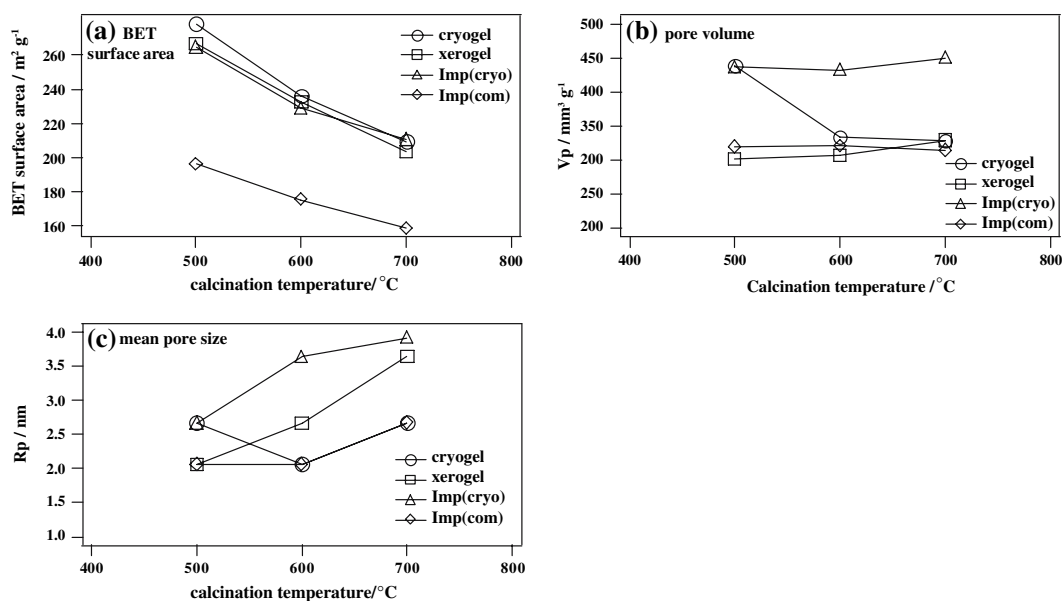 (a) BET
surface area
cryogel
xerogel
Imp(cryo)
Imp(com)
260
240
220
200
180
160
BET surface area / m² g⁻¹
400 500 600 700 800
calcination temperature/°C
(b) pore volume
450
400
350
200
250
200
Vp / mm³ g⁻¹
cryogel
xerogel
Imp(cryo)
Imp(com)
400 500 600 700 800
Calcination temperature /°C
(c) mean pore size
4.0
3.5
3.0
2.5
2.0
1.0
Rp / nm
cryogel
xerogel
Imp(cryo)
Imp(com)
400 500 600 700 800
calcination temperature/°C